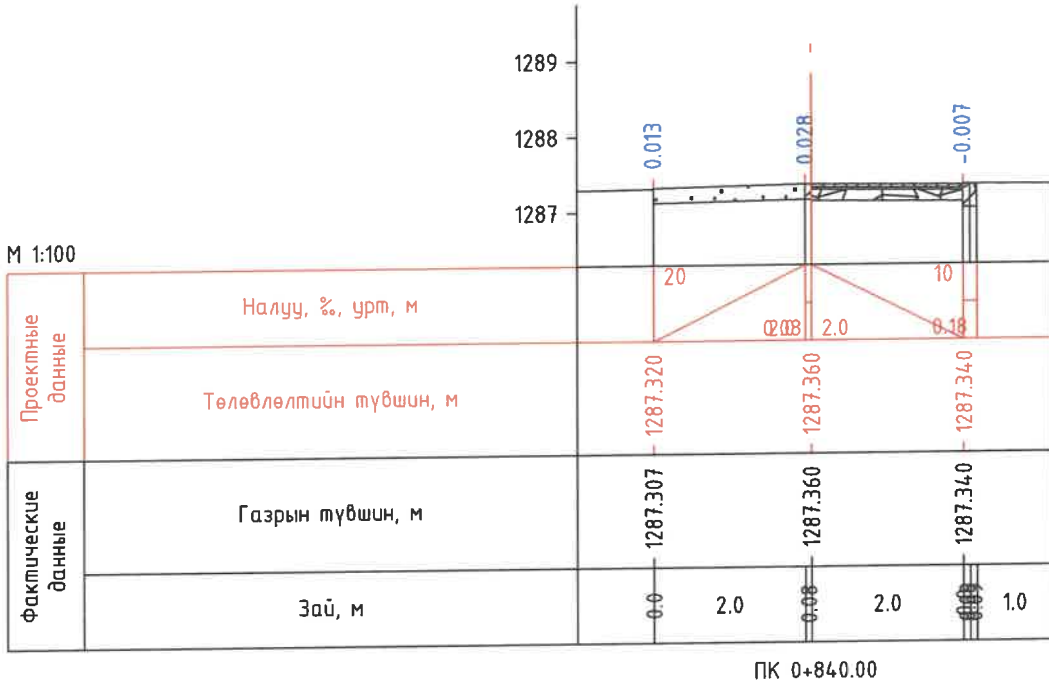 1289
1288
1287
0.013
0.028
-0.007
М 1:100
Проектные данные
Налуу, ‰, урт, м
20
10
2.0
0.18
Төлөвлөлтийн түвшин, м
1287.320
1287.360
1287.340
Фактические данные
Газрын түвшин, м
1287.307
1287.360
1287.340
Зай, м
0.0
2.0
0.08
2.0
1.0
ПК 0+840.00